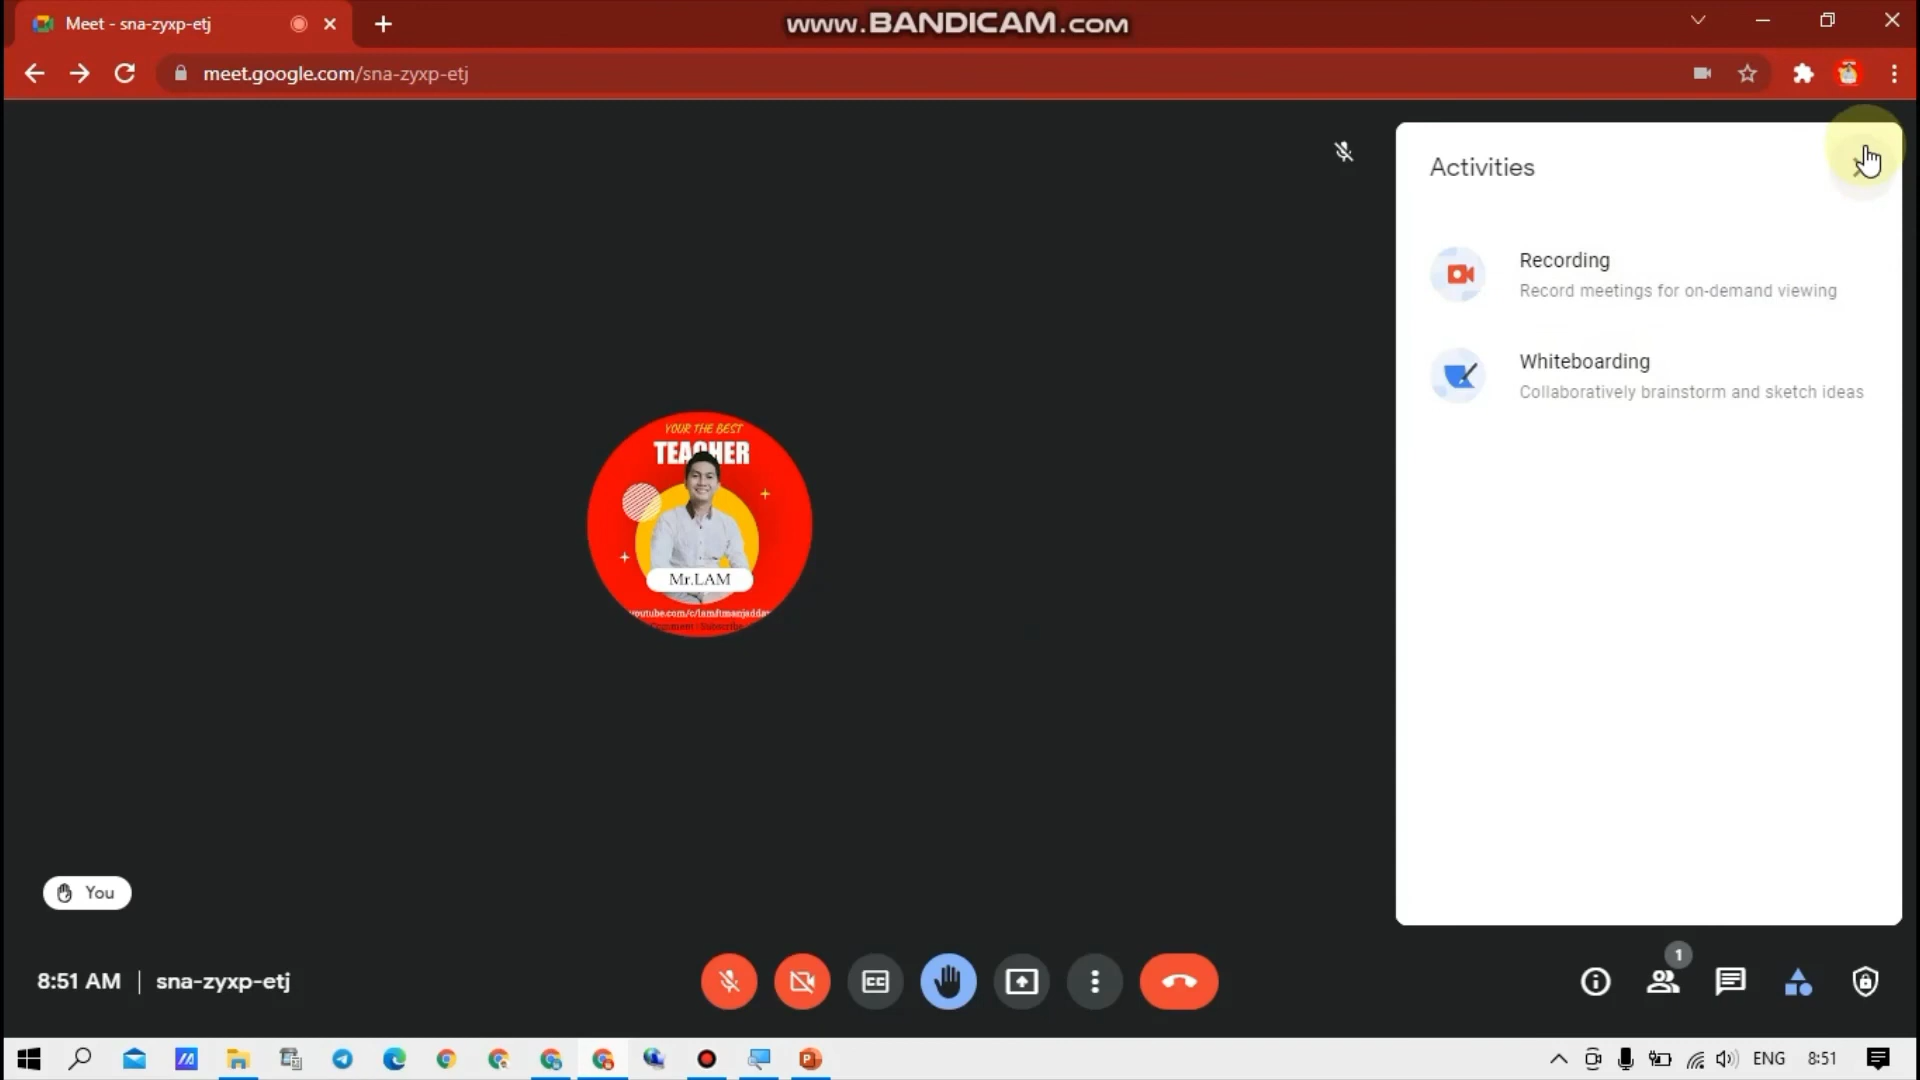 Meet - sna-zyxp-etj
www.BANDICAM.com
meet.google.com/sna-zyxp-etj
Activities
Recording
Record meetings for on-demand viewing
Whiteboarding
Collaboratively brainstorm and sketch ideas
YOUR THE BEST
TEACHER
Mr.LAM
Subscribe
You
8:51 AM
sna-zyxp-etj
CC
1
ENG
8:51